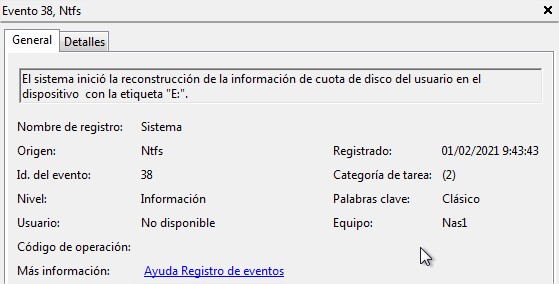 Evento 38, Ntfs
General Detalles
El sistema inició la reconstrucción de la información de cuota de disco del usuario en el
dispositivo  con la etiqueta "E:".
Nombre de registro: Sistema
Origen: Ntfs Registrado: 01/02/2021 9:43:43
Id. del evento: 38 Categoría de tarea: (2)
Nivel: Información Palabras clave: Clásico
Usuario: No disponible Equipo: Nas1
Código de operación:
Más información: Ayuda Registro de eventos